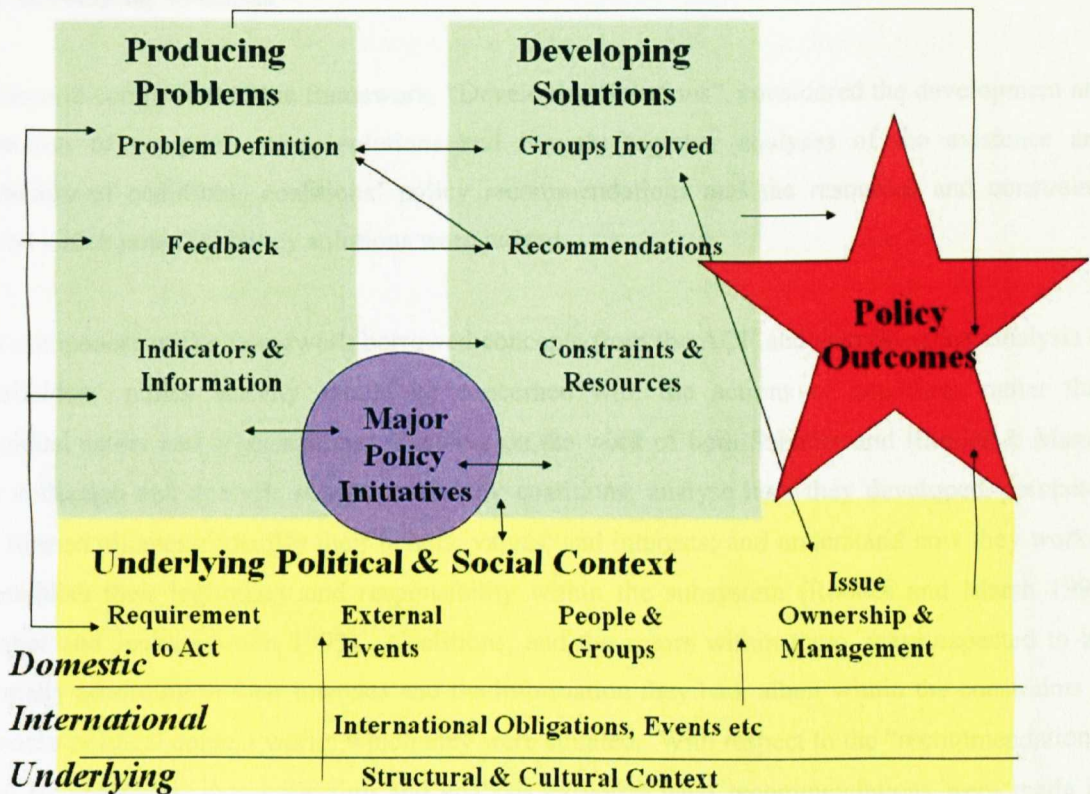 Producing
Problems
Problem Definition
Feedback
Indicators &
Information
Developing
Solutions
Groups Involved
Recommendations
Constraints &
Resources
Policy
Outcomes
Major
Policy
Initiatives
Underlying Political & Social Context
Requirement
to Act
External
Events
People &
Groups
Issue
Ownership &
Management
Domestic
International
International Obligations, Events etc
Underlying
Structural & Cultural Context